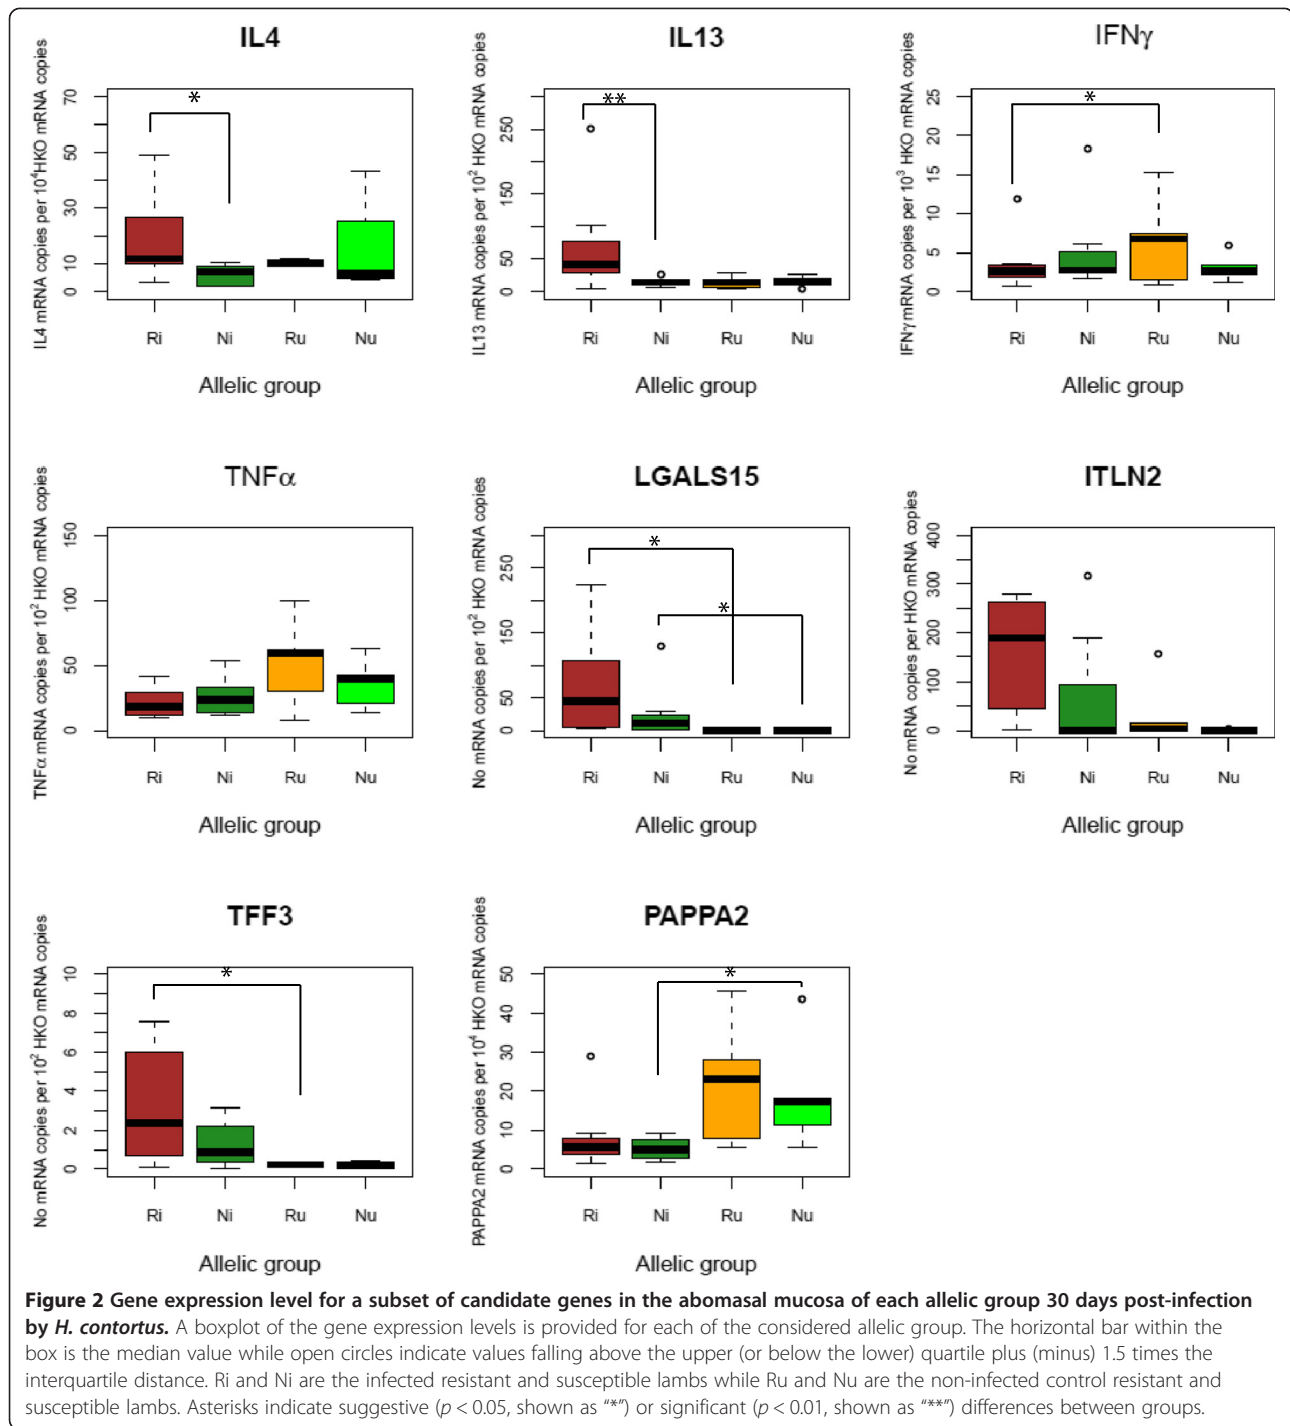 IL4
IL4 mRNA copies per 10⁴HKO mRNA copies
70
50
30
10
0
*
Ri Ni Ru Nu
Allelic group
IL13
IL13 mRNA copies per 10² HKO mRNA copies
250
150
50
0
**
Ri Ni Ru Nu
Allelic group
IFNγ
IFNγ mRNA copies per 10³ HKO mRNA copies
25
20
15
10
5
0
*
Ri Ni Ru Nu
Allelic group
TNFα
TNFα mRNA copies per 10² HKO mRNA copies
150
100
50
0
Ri Ni Ru Nu
Allelic group
LGALS15
No mRNA copies per 10² HKO mRNA copies
250
150
50
0
*
*
Ri Ni Ru Nu
Allelic group
ITLN2
No mRNA copies per HKO mRNA copies
400
300
200
100
0
Ri Ni Ru Nu
Allelic group
TFF3
No mRNA copies per 10² HKO mRNA copies
10
8
6
4
2
0
*
Ri Ni Ru Nu
Allelic group
PAPPA2
PAPPA2 mRNA copies per 10⁴ HKO mRNA copies
50
40
30
20
10
0
*
Ri Ni Ru Nu
Allelic group
Figure 2 Gene expression level for a subset of candidate genes in the abomasal mucosa of each allelic group 30 days post-infection
by H. contortus. A boxplot of the gene expression levels is provided for each of the considered allelic group. The horizontal bar within the
box is the median value while open circles indicate values falling above the upper (or below the lower) quartile plus (minus) 1.5 times the
interquartile distance. Ri and Ni are the infected resistant and susceptible lambs while Ru and Nu are the non-infected control resistant and
susceptible lambs. Asterisks indicate suggestive (p < 0.05, shown as “*”) or significant (p < 0.01, shown as “**”) differences between groups.